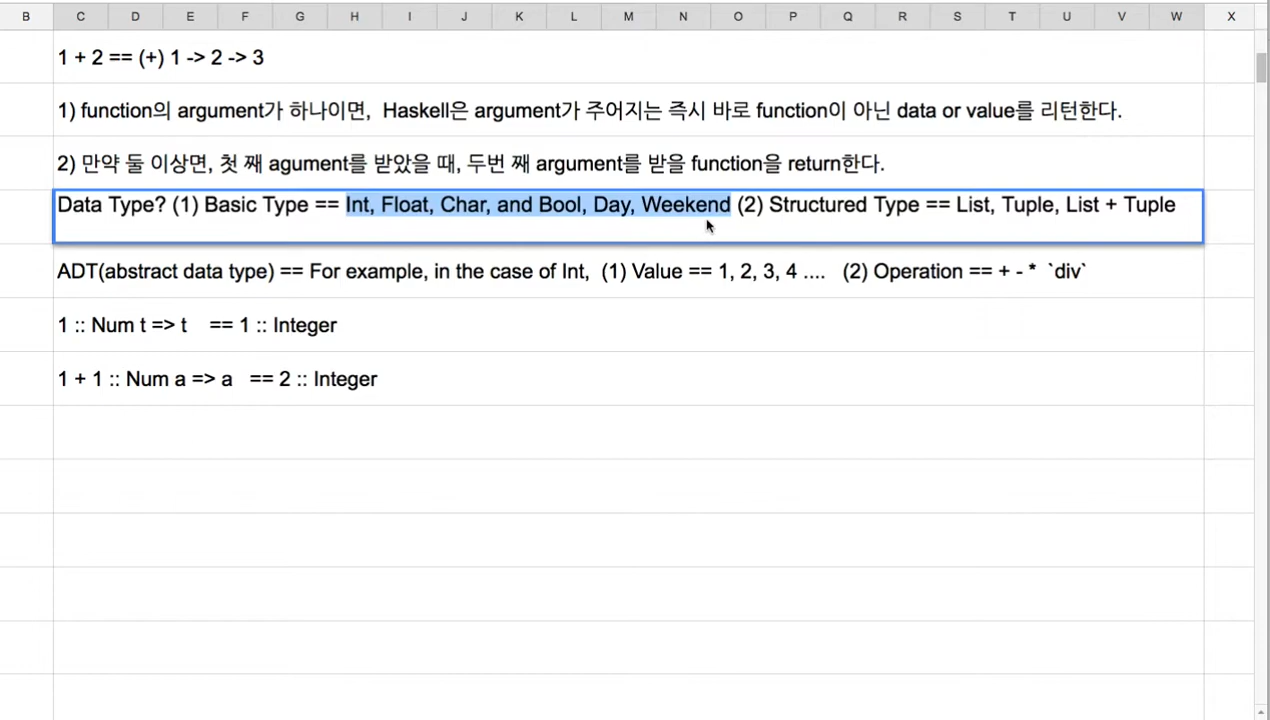 B C D E F G H I J K L M N O P Q R S T U V W X
1 + 2 == (+) 1 -> 2 -> 3
1) function의 argument가 하나이면, Haskell은 argument가 주어지는 즉시 바로 function이 아닌 data or value를 리턴한다.
2) 만약 둘 이상면, 첫 째 agument를 받았을 때, 두번 째 argument를 받을 function을 return한다.
Data Type? (1) Basic Type == Int, Float, Char, and Bool, Day, Weekend (2) Structured Type == List, Tuple, List + Tuple
ADT(abstract data type) == For example, in the case of Int, (1) Value == 1, 2, 3, 4 .... (2) Operation == + - * `div`
1 :: Num t => t == 1 :: Integer
1 + 1 :: Num a => a == 2 :: Integer